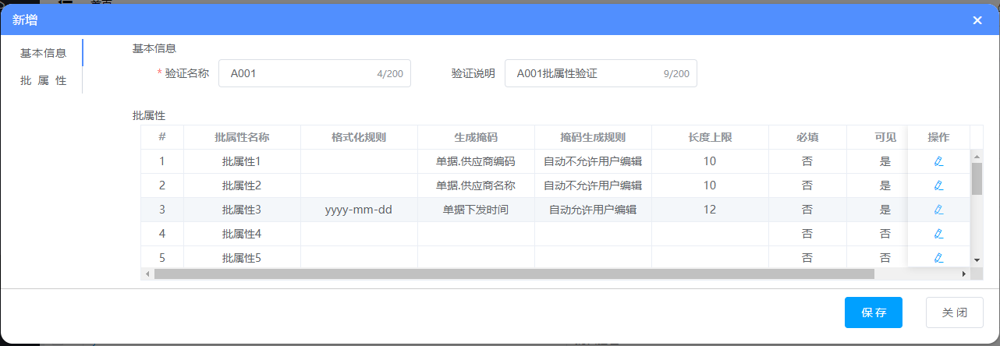 新增
基本信息
批 属 性
基本信息
* 验证名称 A001 4/200 验证说明 A001批属性验证 9/200
批属性
# 批属性名称 格式化规则 生成掩码 掩码生成规则 长度上限 必填 可见 操作
1 批属性1 单据.供应商编码 自动不允许用户编辑 10 否 是
2 批属性2 单据.供应商名称 自动不允许用户编辑 10 否 是
3 批属性3 yyyy-mm-dd 单据下发时间 自动允许用户编辑 12 否 是
4 批属性4 否 否
5 批属性5 否 否
保 存 关 闭